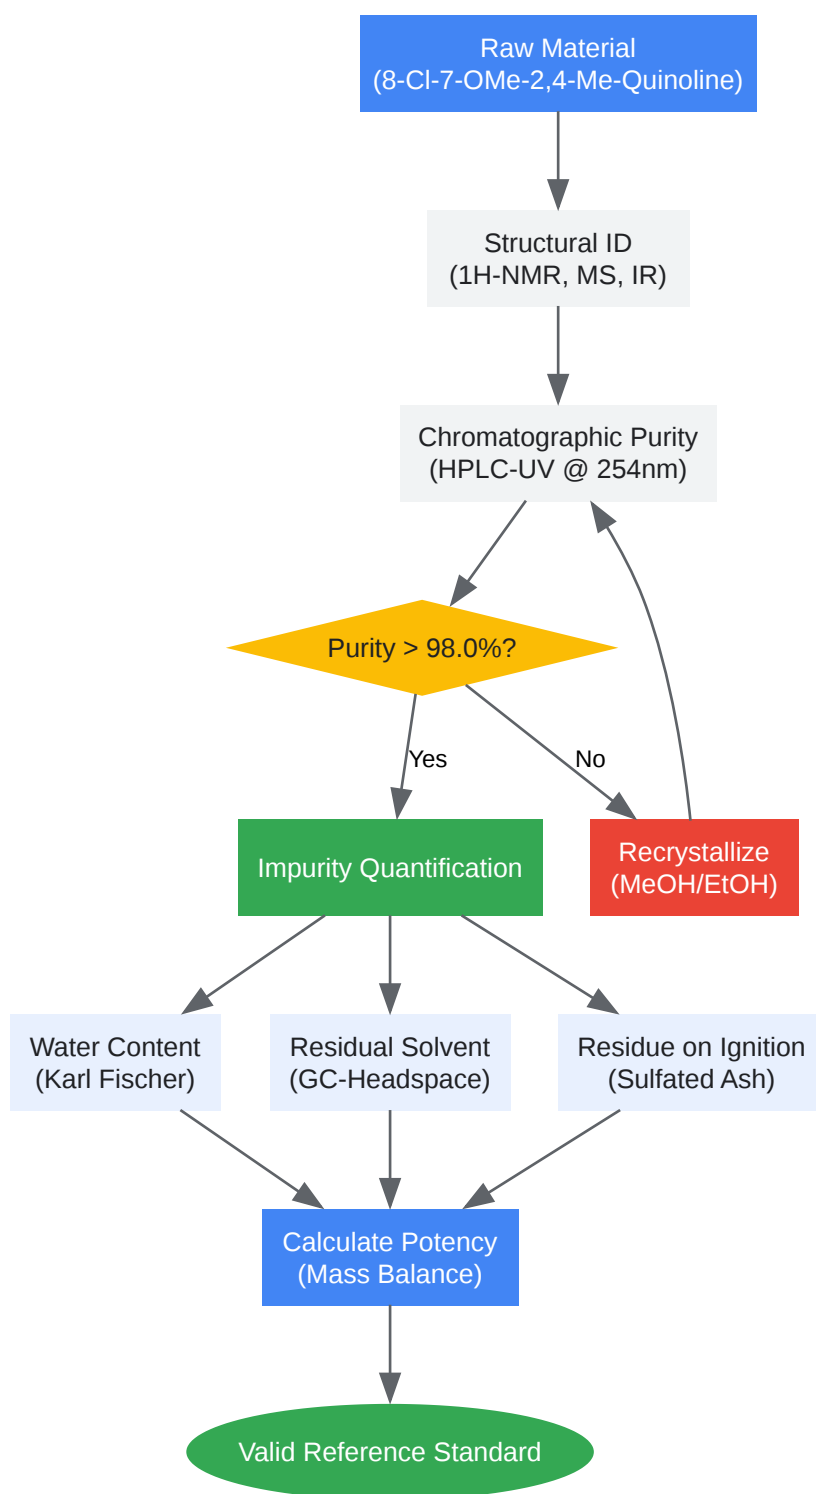 Raw Material
(8-Cl-7-OMe-2,4-Me-Quinoline)
Structural ID
(1H-NMR, MS, IR)
Chromatographic Purity
(HPLC-UV @ 254nm)
Purity > 98.0%?
Yes
No
Impurity Quantification
Recrystallize
(MeOH/EtOH)
Water Content
(Karl Fischer)
Residual Solvent
(GC-Headspace)
Residue on Ignition
(Sulfated Ash)
Calculate Potency
(Mass Balance)
Valid Reference Standard